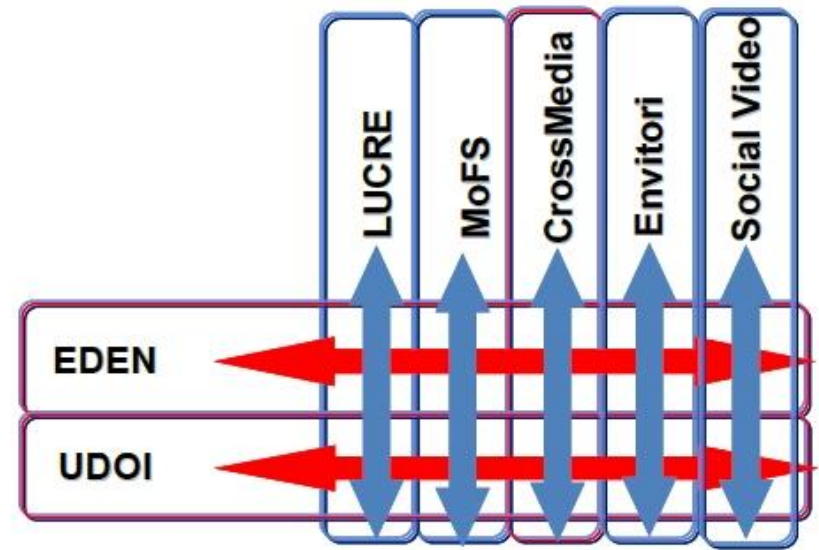 LUCRE
MoFS
CrossMedia
Envitori
Social Video
EDEN
UDOI